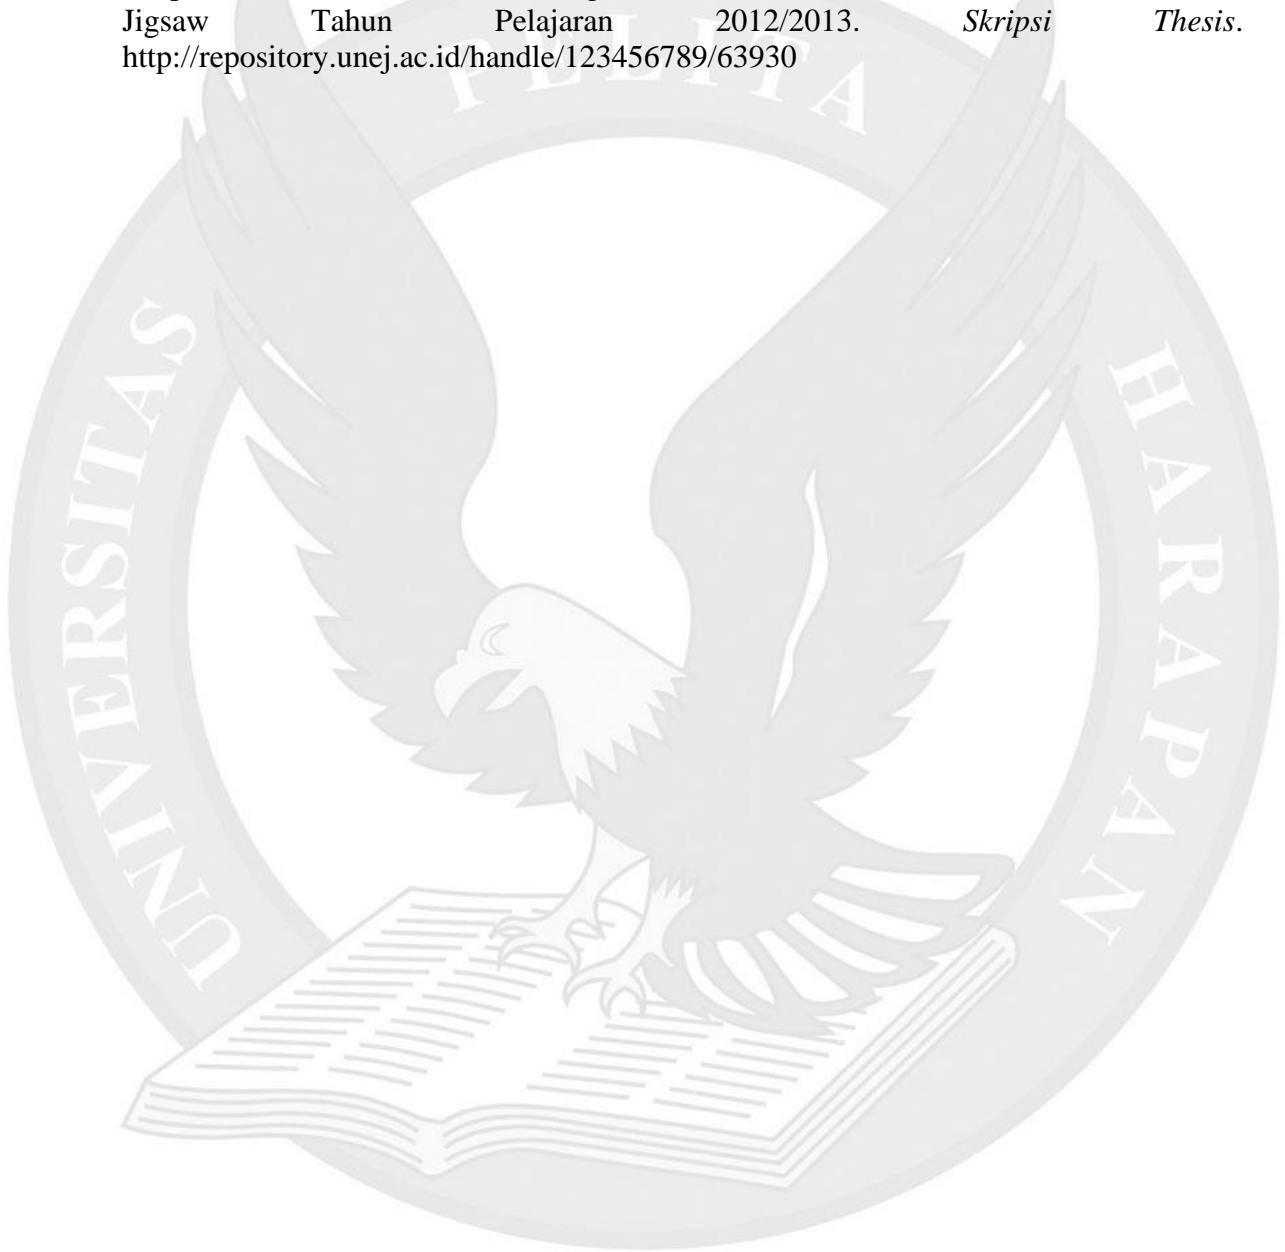 Jigsaw Tahun Pelajaran 2012/2013. Skripsi Thesis.
http://repository.unej.ac.id/handle/123456789/63930
PELITA
UNIVERSITAS
HARAPAN